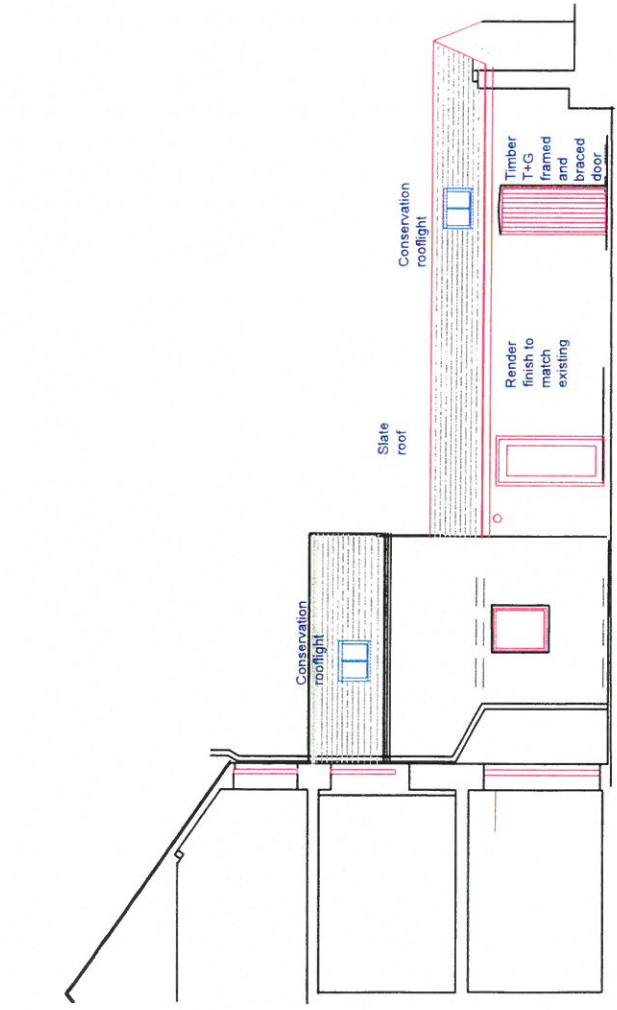 Conservation
rooflight
Slate
roof
Conservation
rooflight
Render
finish to
match
existing
Timber
T+G
framed
and
braced
door